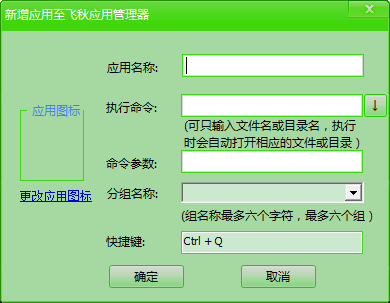 新增应用至飞秋应用管理器
应用名称:
应用图标
执行命令:
↓
(可只输入文件名或目录名，执行
时会自动打开相应的文件或目录)
命令参数:
更改应用图标
分组名称:
(组名称最多六个字符，最多六个组)
快捷键:
Ctrl + Q
确定
取消